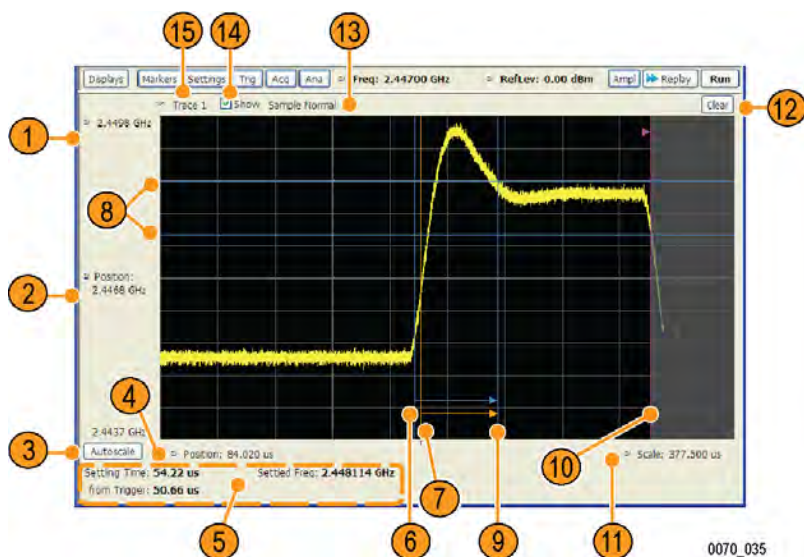 15 14 13
Displays Markers Settings Trig Acq Ana Freq: 2.44700 GHz RefLev: 0.00 dBm Ampl Replay Run
Trace 1 Show Sample Normal Clear
12
1 2.4498 GHz
8
2 Position:
2.4468 GHz
4
2.4437 GHz
3 Autoscale Position: 84.020 us Scale: 377.500 us
Settling Time: 54.22 us Settled Freq: 2.448114 GHz
from Trigger: 50.66 us
7 10
5 6 9 11
0070_035